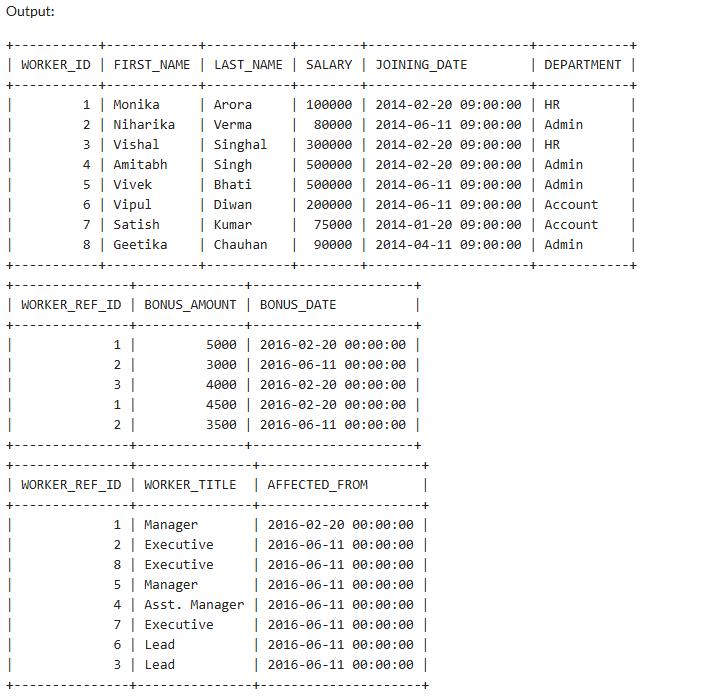 Output:
+-----------+------------+-----------+--------+---------------------+------------+
| WORKER_ID | FIRST_NAME | LAST_NAME | SALARY | JOINING_DATE        | DEPARTMENT |
+-----------+------------+-----------+--------+---------------------+------------+
|         1 | Monika     | Arora     | 100000 | 2014-02-20 09:00:00 | HR         |
|         2 | Niharika   | Verma     |  80000 | 2014-06-11 09:00:00 | Admin      |
|         3 | Vishal     | Singhal   | 300000 | 2014-02-20 09:00:00 | HR         |
|         4 | Amitabh    | Singh     | 500000 | 2014-02-20 09:00:00 | Admin      |
|         5 | Vivek      | Bhati     | 500000 | 2014-06-11 09:00:00 | Admin      |
|         6 | Vipul      | Diwan     | 200000 | 2014-06-11 09:00:00 | Account    |
|         7 | Satish     | Kumar     |  75000 | 2014-01-20 09:00:00 | Account    |
|         8 | Geetika    | Chauhan   |  90000 | 2014-04-11 09:00:00 | Admin      |
+-----------+------------+-----------+--------+---------------------+------------+
+---------------+--------------+---------------------+
| WORKER_REF_ID | BONUS_AMOUNT | BONUS_DATE          |
+---------------+--------------+---------------------+
|             1 |         5000 | 2016-02-20 00:00:00 |
|             2 |         3000 | 2016-06-11 00:00:00 |
|             3 |         4000 | 2016-02-20 00:00:00 |
|             1 |         4500 | 2016-02-20 00:00:00 |
|             2 |         3500 | 2016-06-11 00:00:00 |
+---------------+--------------+---------------------+
+---------------+---------------+---------------------+
| WORKER_REF_ID | WORKER_TITLE  | AFFECTED_FROM       |
+---------------+---------------+---------------------+
|             1 | Manager       | 2016-02-20 00:00:00 |
|             2 | Executive     | 2016-06-11 00:00:00 |
|             8 | Executive     | 2016-06-11 00:00:00 |
|             5 | Manager       | 2016-06-11 00:00:00 |
|             4 | Asst. Manager | 2016-06-11 00:00:00 |
|             7 | Executive     | 2016-06-11 00:00:00 |
|             6 | Lead          | 2016-06-11 00:00:00 |
|             3 | Lead          | 2016-06-11 00:00:00 |
+---------------+---------------+---------------------+